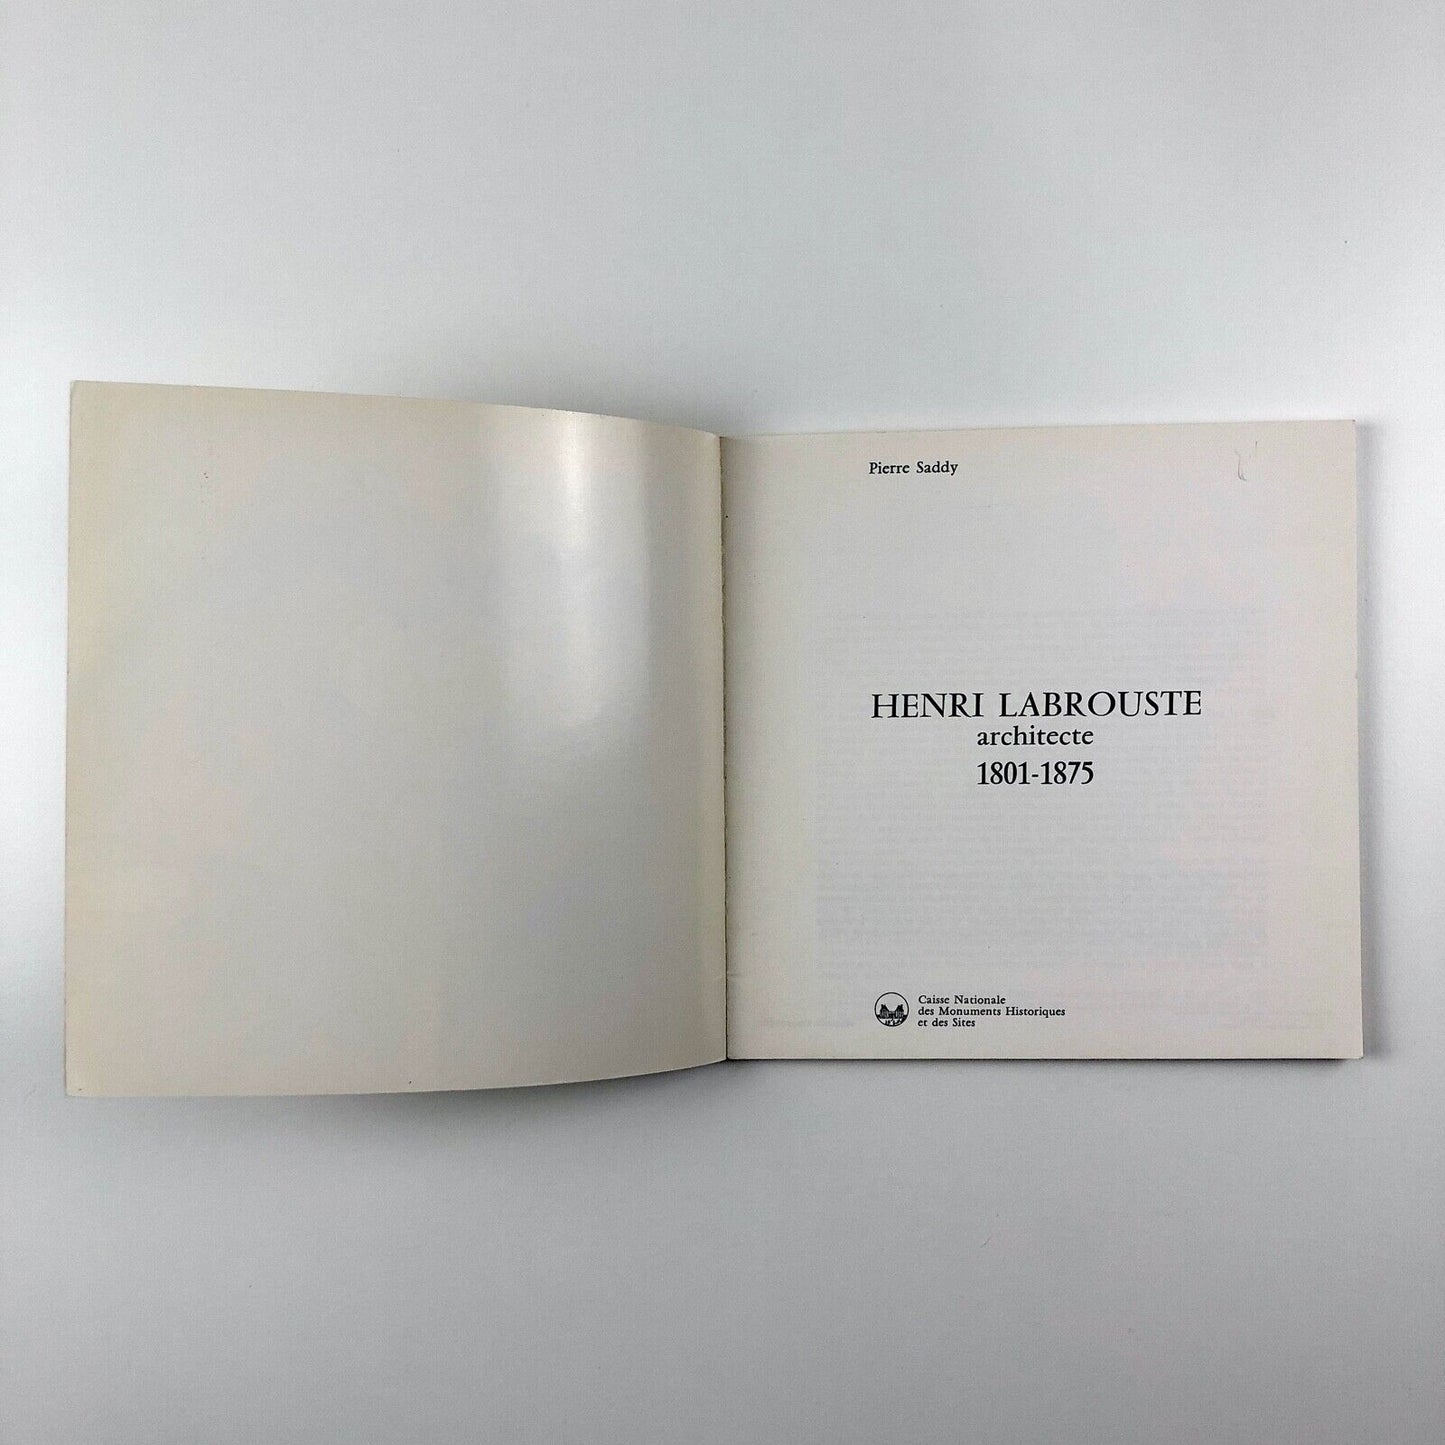 Pierre Saddy
HENRI LABROUSTE
architecte
1801-1875
Caisse Nationale
des Monuments Historiques
et des Sites